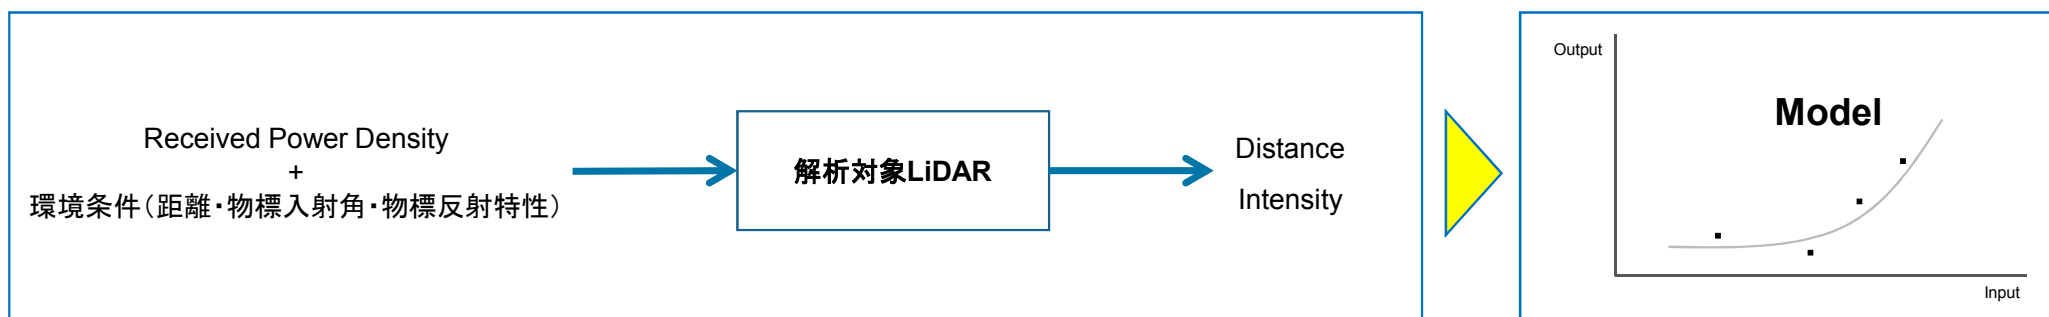 Received Power Density
+
環境条件（距離・物標入射角・物標反射特性）
解析対象LiDAR
Distance
Intensity
Output
Model
Input